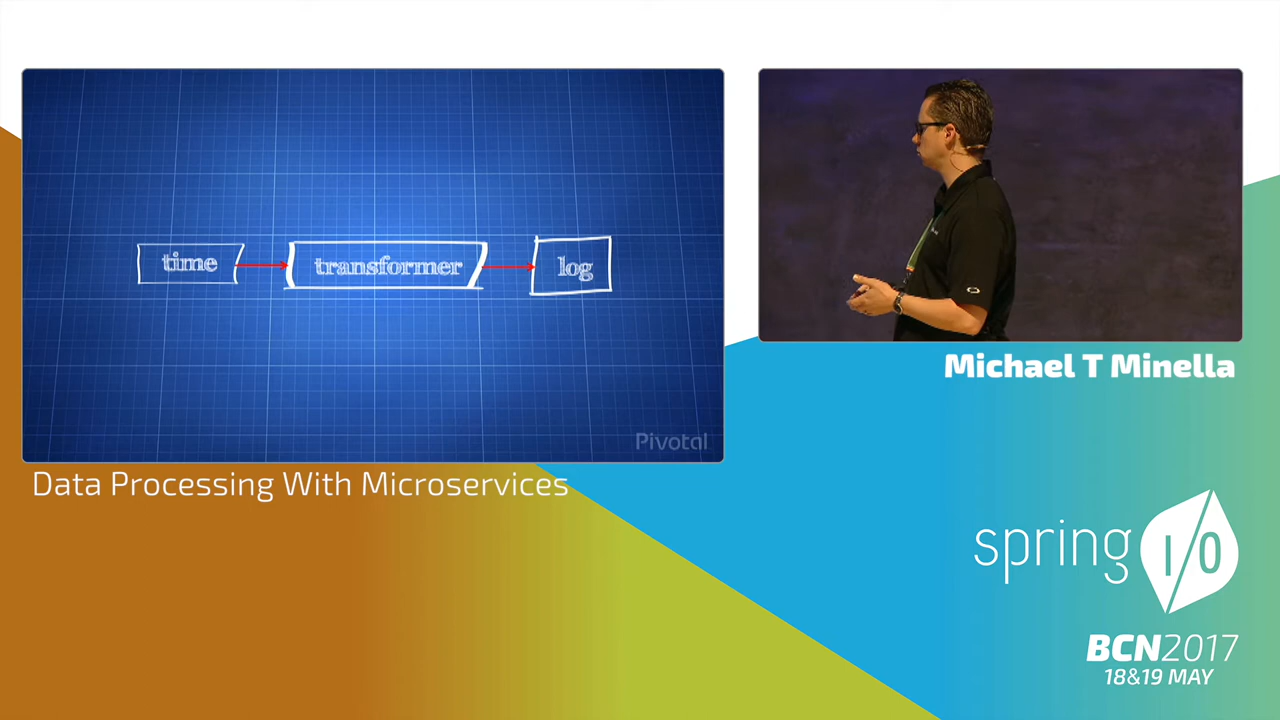 time
transformer
log
Pivotal
Michael T Minella
Data Processing With Microservices
spring I/O
BCN2017
18&19 MAY